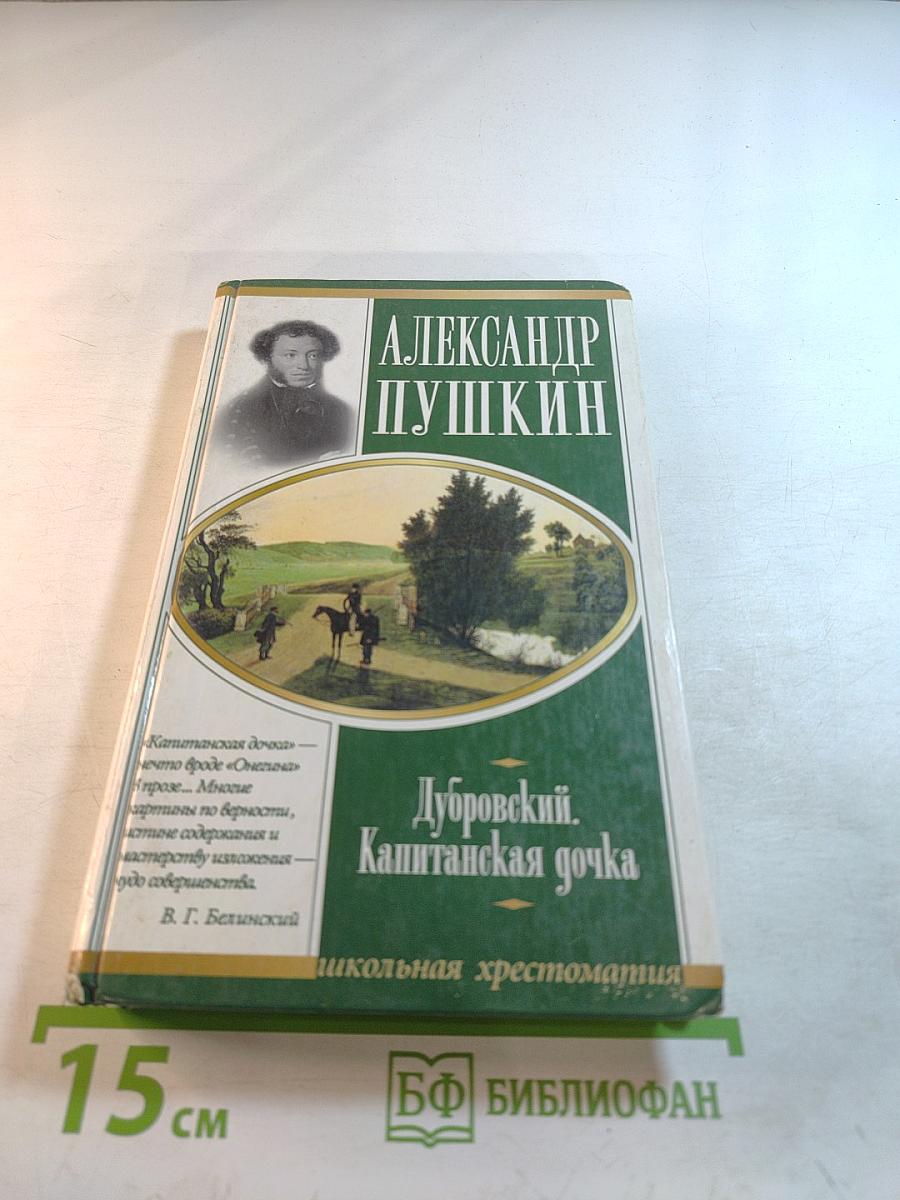 АЛЕКСАНДР
ПУШКИН
«Капитанская дочка» —
нечто вроде «Онегина»
в прозе... Многие
картины по верности,
истине содержания и
мастерству изложения —
чудо совершенства.
В. Г. Белинский
Дубровский.
Капитанская дочка
школьная хрестоматия
15 см
БФ БИБЛИОФАН